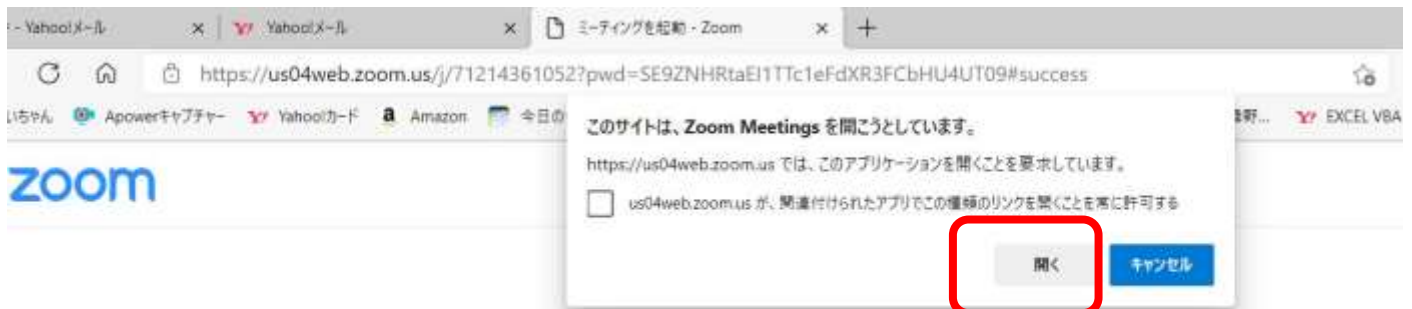 - Yahoo!メール × Yahoo!メール × ミーティングを起動 - Zoom × +
https://us04web.zoom.us/j/71214361052?pwd=SE9ZNHRtaEI1TTc1eFdXR3FCbHU4UT09#success
いちゃん Apowerキャプチャー Yahoo!カード Amazon 今日の EXCEL VBA
このサイトは、Zoom Meetings を開こうとしています。
https://us04web.zoom.us では、このアプリケーションを開くことを要求しています。
zoom
us04web.zoom.us が、関連付けられたアプリでこの種類のリンクを開くことを常に許可する
開く キャンセル